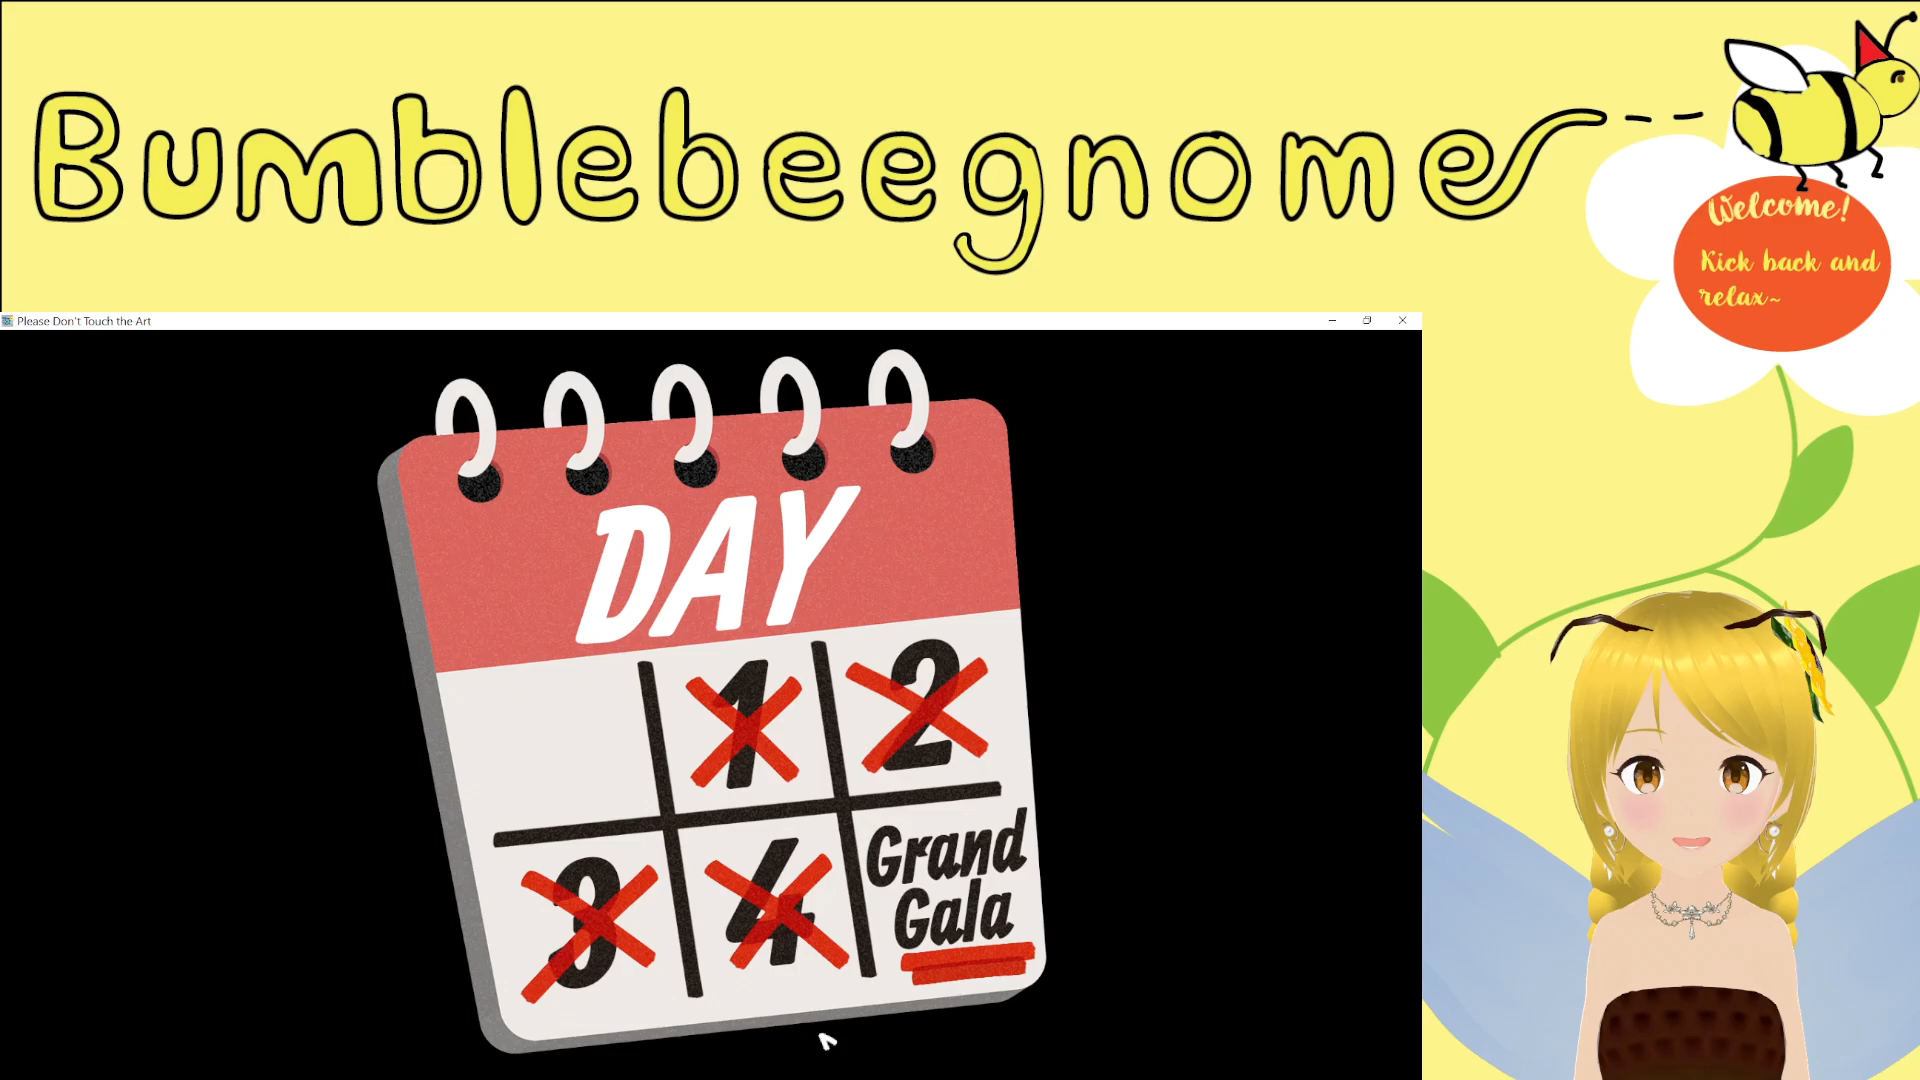 Bumblebeegnome
Welcome!
Kick back and
relax~
Please Don't Touch the Art
DAY
1 2
3 4 Grand
Gala